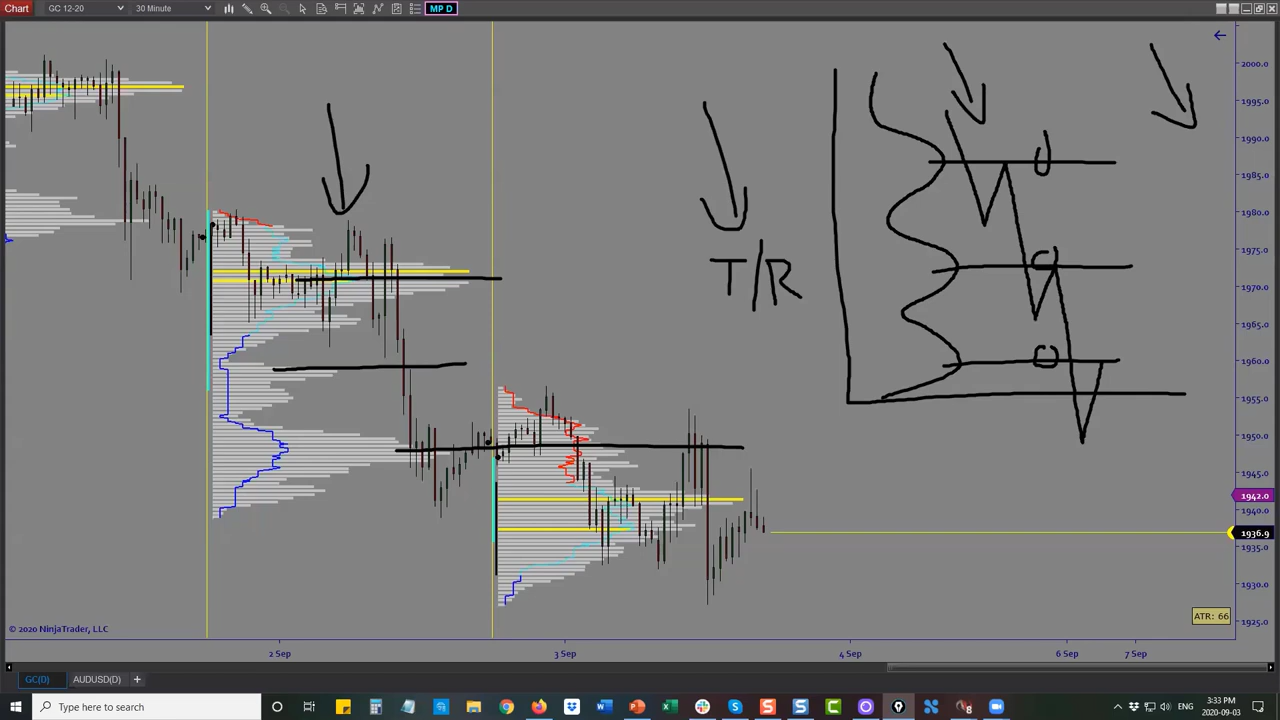 Chart
GC 12-20
30 Minute
MP D
2000.0
1995.0
1990.0
1985.0
1980.0
1975.0
1970.0
1965.0
1960.0
1955.0
1950.0
1945.0
1942.0
1940.0
1936.9
1935.0
1930.0
1925.0
T/R
ATR: 66
© 2020 NinjaTrader, LLC
2 Sep
3 Sep
4 Sep
6 Sep
7 Sep
GC(D)
AUDUSD(D)
Type here to search
ENG
3:33 PM
2020-09-03